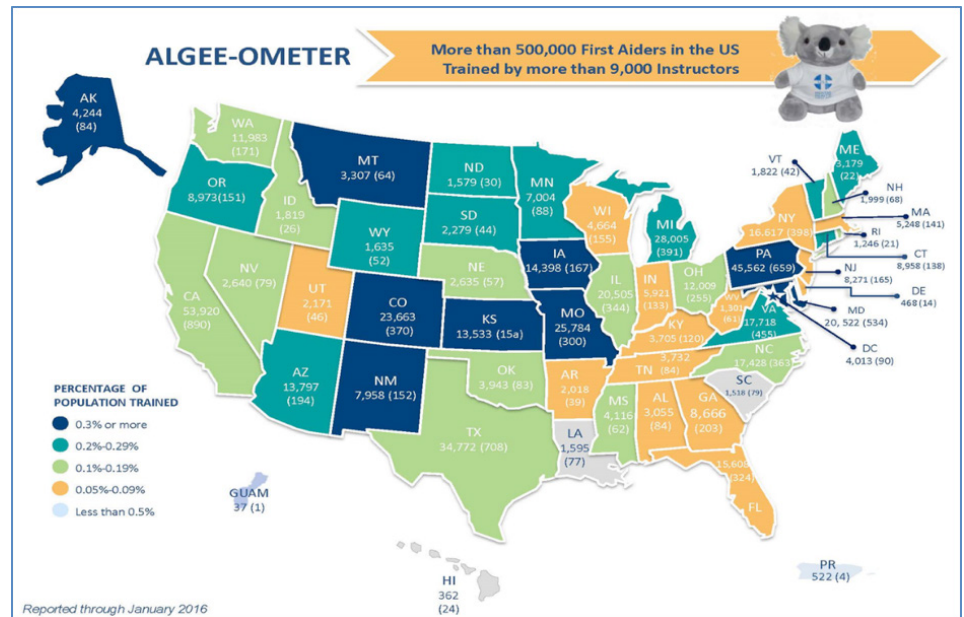 ALGEE-OMETER
More than 500,000 First Aiders in the US
Trained by more than 9,000 Instructors
AK
4,244
(84)
WA
11,983
(171)
OR
8,973(151)
ID
1,819
(26)
MT
3,307 (64)
ND
1,579 (30)
MN
7,004
(88)
SD
2,279 (44)
WY
1,635
(52)
WI
4,664
(155)
MI
28,005
(391)
VT
1,822 (42)
ME
3,179
(22)
NH
1,999 (68)
MA
5,248 (141)
NY
16,617 (398)
RI
1,246 (21)
CT
8,958 (138)
NJ
8,271 (165)
DE
468 (14)
MD
20, 522 (534)
DC
4,013 (90)
PA
45,562 (659)
CA
53,920
(890)
NV
2,640 (79)
UT
2,171
(46)
CO
23,663
(370)
NE
2,635 (57)
IA
14,398 (167)
KS
13,533 (15a)
MO
25,784
(300)
IL
20,505
(344)
IN
5,921
(133)
OH
12,009
(255)
WV
1,301
(61)
VA
17,718
(455)
KY
3,705 (120)
3,732
TN
(84)
NC
17,428 (363)
SC
1,518 (79)
AZ
13,797
(194)
NM
7,958 (152)
OK
3,943 (83)
AR
2,018
(39)
TX
34,772 (708)
LA
1,595
(77)
MS
4,116
(62)
AL
3,055
(84)
GA
8,666
(203)
15,608
(324)
FL
PERCENTAGE OF
POPULATION TRAINED
0.3% or more
0.2%-0.29%
0.1%-0.19%
0.05%-0.09%
Less than 0.5%
GUAM
37 (1)
HI
362
(24)
PR
522 (4)
Reported through January 2016